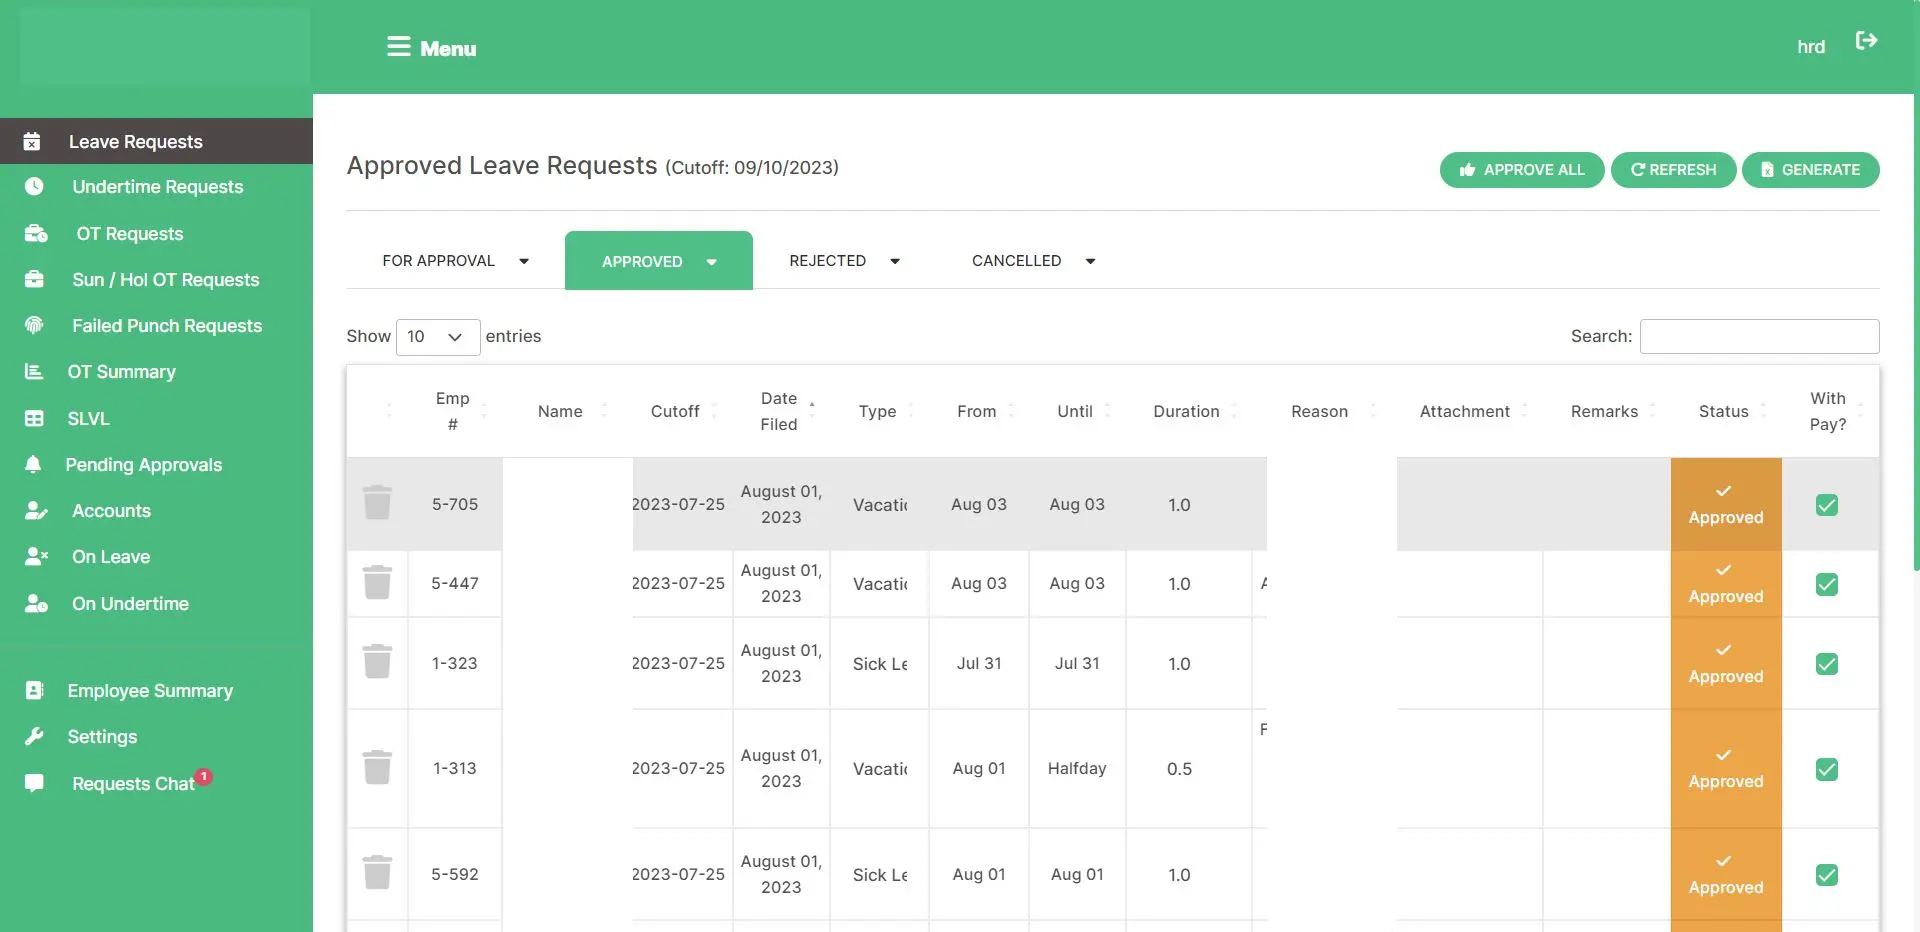 Menu
hrd
Leave Requests
Undertime Requests
OT Requests
Sun / Hol OT Requests
Failed Punch Requests
OT Summary
SLVL
Pending Approvals
Accounts
On Leave
On Undertime
Employee Summary
Settings
Requests Chat 1
Approved Leave Requests (Cutoff: 09/10/2023)
APPROVE ALL REFRESH GENERATE
FOR APPROVAL APPROVED REJECTED CANCELLED
Show 10 entries Search:
Emp # Name Cutoff Date Filed Type From Until Duration Reason Attachment Remarks Status With Pay?
5-705 2023-07-25 August 01, 2023 Vacatic Aug 03 Aug 03 1.0 Approved
5-447 2023-07-25 August 01, 2023 Vacatic Aug 03 Aug 03 1.0 A Approved
1-323 2023-07-25 August 01, 2023 Sick Le Jul 31 Jul 31 1.0 Approved
1-313 2023-07-25 August 01, 2023 Vacatic Aug 01 Halfday 0.5 F Approved
5-592 2023-07-25 August 01, 2023 Sick Le Aug 01 Aug 01 1.0 Approved